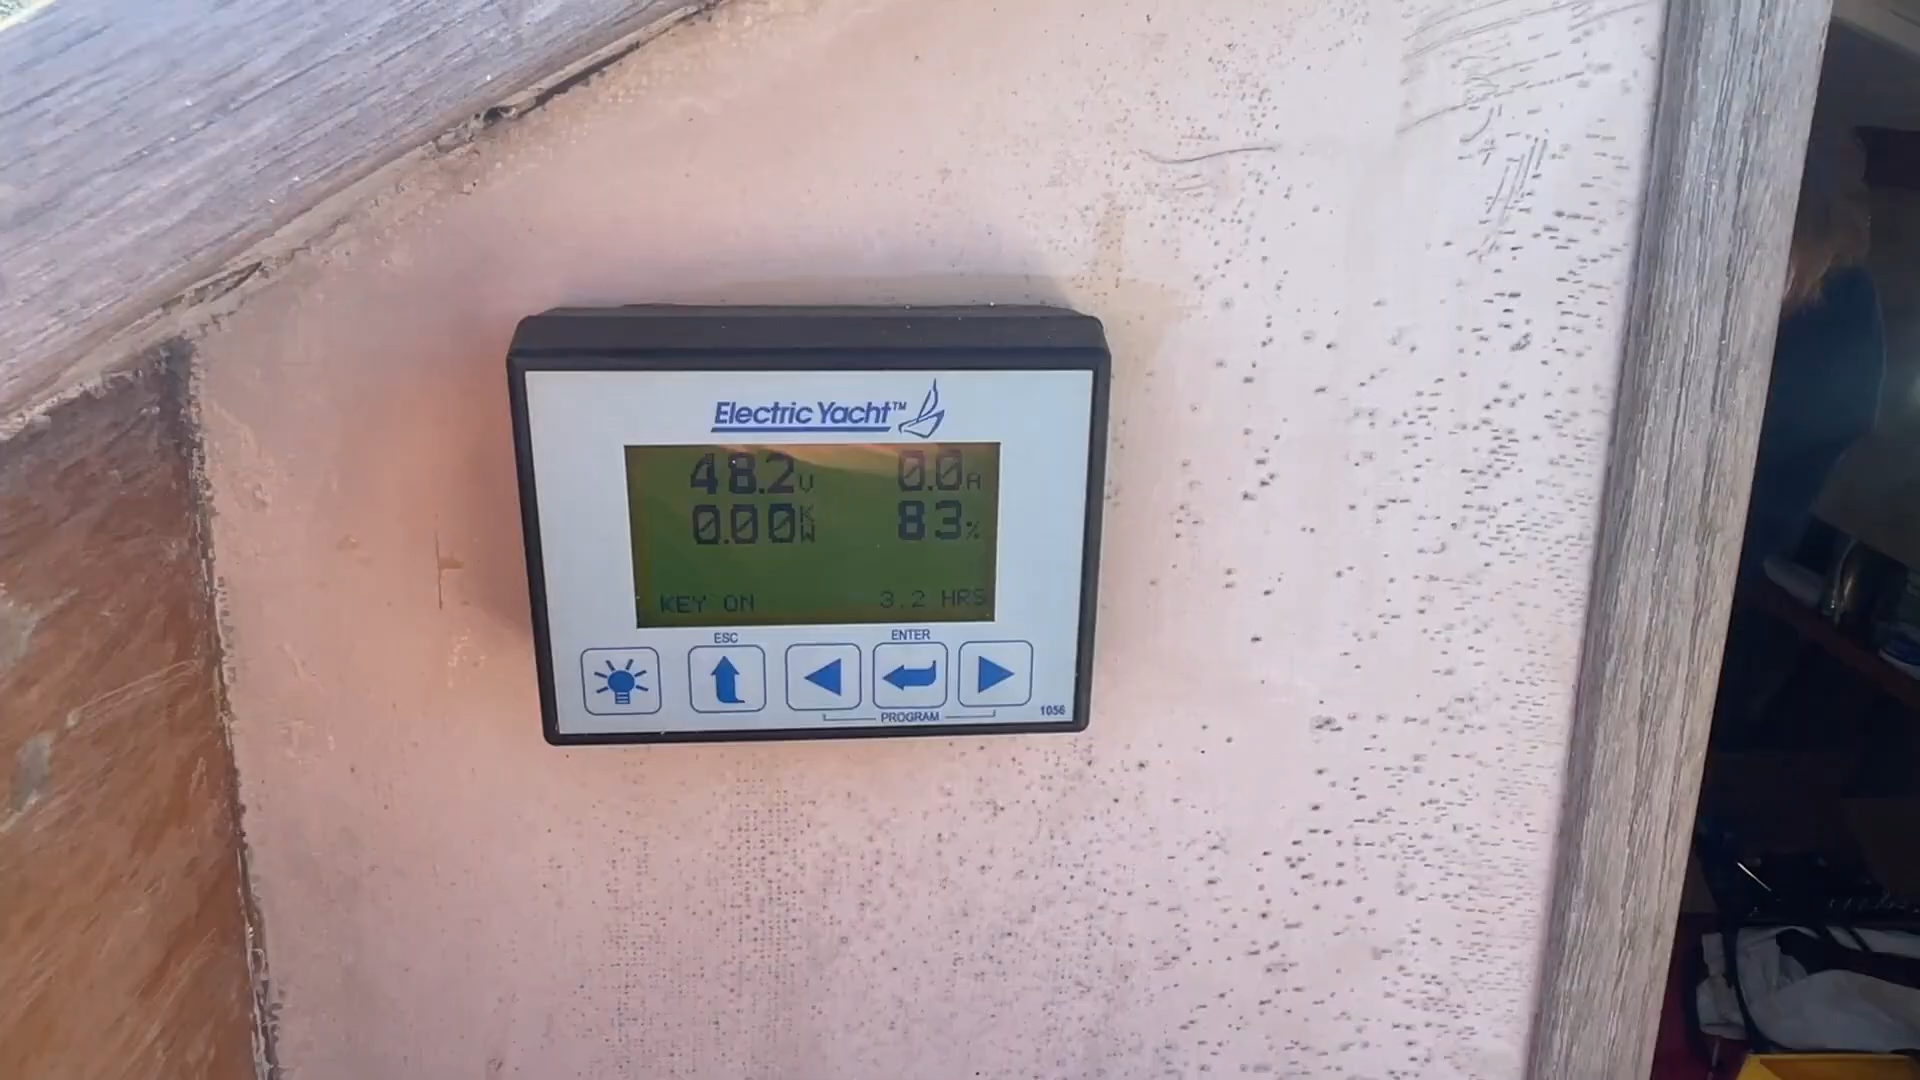 Electric Yacht™
48.2V 0.0A
0.00KW 83%
KEY ON 3.2 HRS
ESC ENTER
PROGRAM
1056